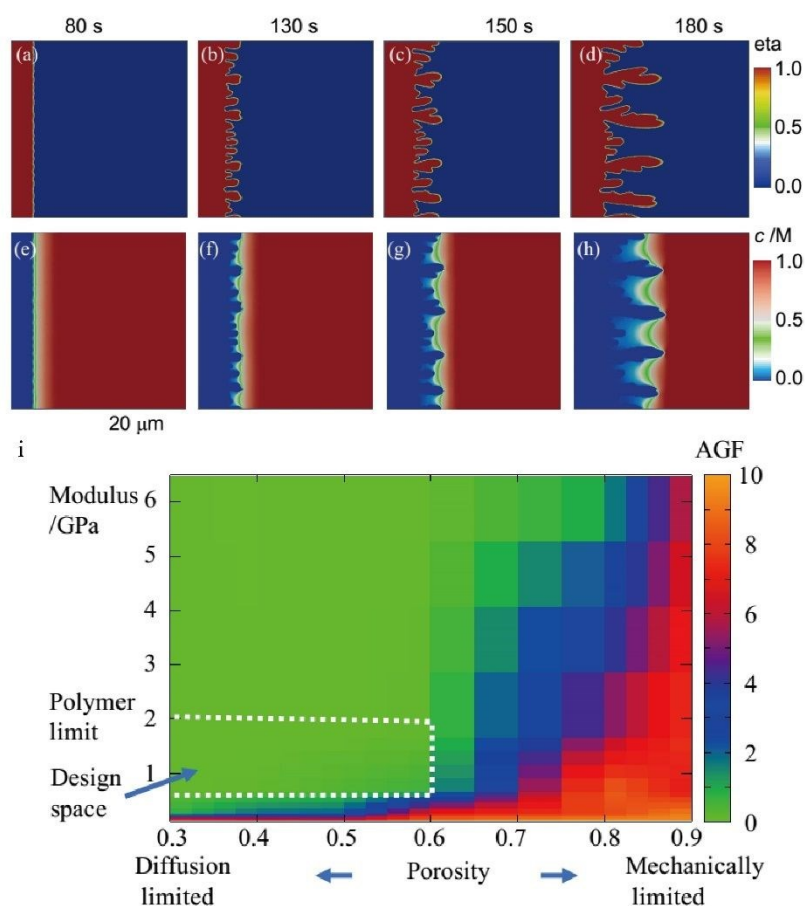 80 s 130 s 150 s 180 s
eta
(a) (b) (c) (d)
1.0
0.5
0.0
c /M
(e) (f) (g) (h)
1.0
0.5
0.0
20 μm
i
AGF
Modulus
/GPa
6
5
4
3
2
1
Polymer
limit
Design
space
10
8
6
4
2
0
0.3 0.4 0.5 0.6 0.7 0.8 0.9
Diffusion
limited
Porosity
Mechanically
limited